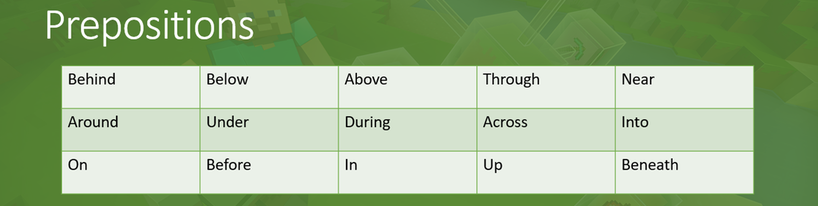 Prepositions
Behind Below Above Through Near
Around Under During Across Into
On Before In Up Beneath